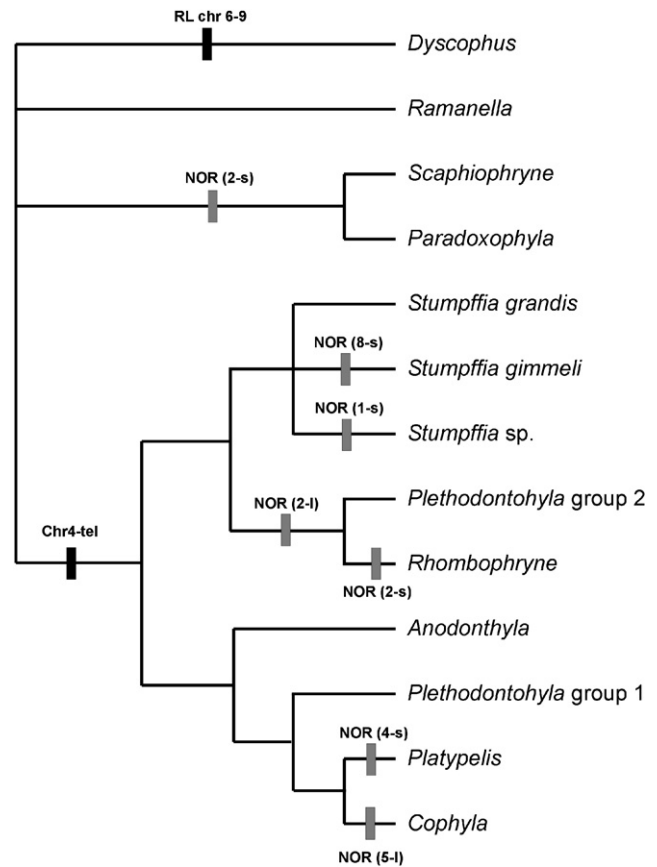 RL chr 6-9
Dyscophus
Ramanella
NOR (2-s)
Scaphiophryne
Paradoxophyla
Stumpffia grandis
NOR (8-s)
Stumpffia gimmeli
NOR (1-s)
Stumpffia sp.
NOR (2-l)
Plethodontohyla group 2
Chr4-tel
Rhombophryne
NOR (2-s)
Anodonthyla
Plethodontohyla group 1
NOR (4-s)
Platypelis
Cophyla
NOR (5-l)